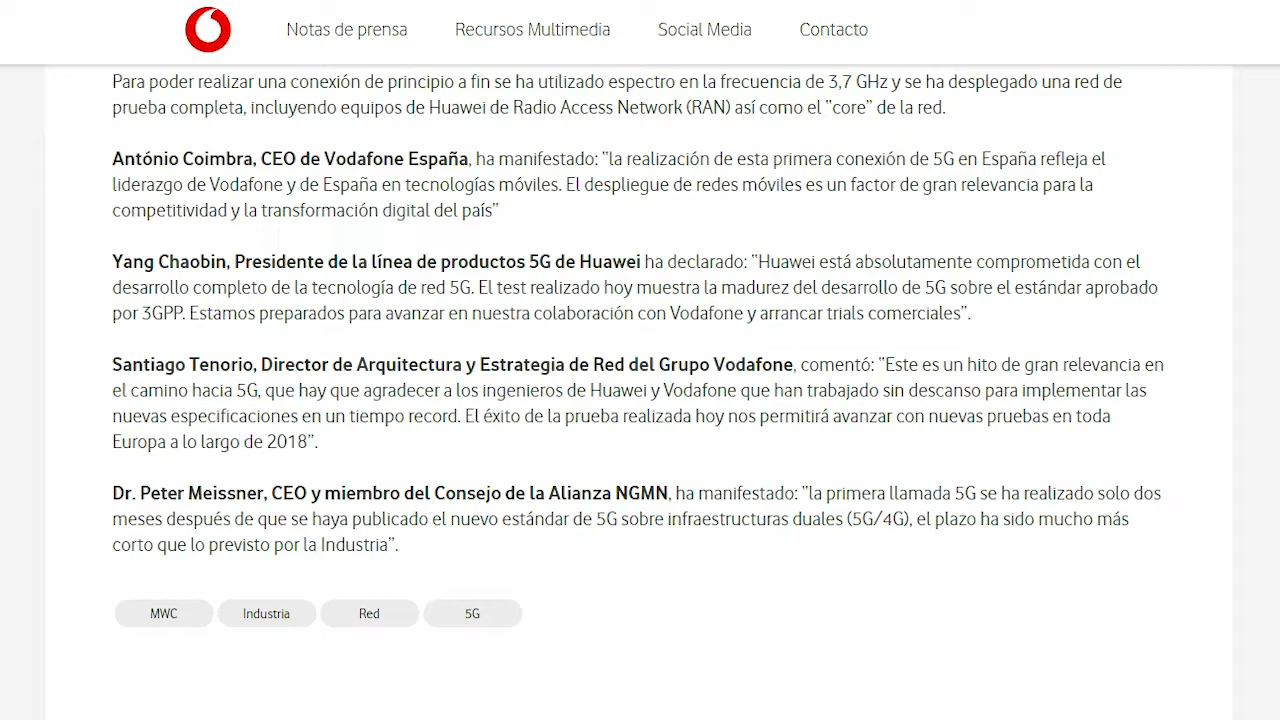 Notas de prensa Recursos Multimedia Social Media Contacto
Para poder realizar una conexión de principio a fin se ha utilizado espectro en la frecuencia de 3,7 GHz y se ha desplegado una red de
prueba completa, incluyendo equipos de Huawei de Radio Access Network (RAN) así como el “core” de la red.
António Coimbra, CEO de Vodafone España, ha manifestado: “la realización de esta primera conexión de 5G en España refleja el
liderazgo de Vodafone y de España en tecnologías móviles. El despliegue de redes móviles es un factor de gran relevancia para la
competitividad y la transformación digital del país”
Yang Chaobin, Presidente de la línea de productos 5G de Huawei ha declarado: “Huawei está absolutamente comprometida con el
desarrollo completo de la tecnología de red 5G. El test realizado hoy muestra la madurez del desarrollo de 5G sobre el estándar aprobado
por 3GPP. Estamos preparados para avanzar en nuestra colaboración con Vodafone y arrancar trials comerciales”.
Santiago Tenorio, Director de Arquitectura y Estrategia de Red del Grupo Vodafone, comentó: “Este es un hito de gran relevancia en
el camino hacia 5G, que hay que agradecer a los ingenieros de Huawei y Vodafone que han trabajado sin descanso para implementar las
nuevas especificaciones en un tiempo record. El éxito de la prueba realizada hoy nos permitirá avanzar con nuevas pruebas en toda
Europa a lo largo de 2018”.
Dr. Peter Meissner, CEO y miembro del Consejo de la Alianza NGMN, ha manifestado: “la primera llamada 5G se ha realizado solo dos
meses después de que se haya publicado el nuevo estándar de 5G sobre infraestructuras duales (5G/4G), el plazo ha sido mucho más
corto que lo previsto por la Industria”.
MWC Industria Red 5G